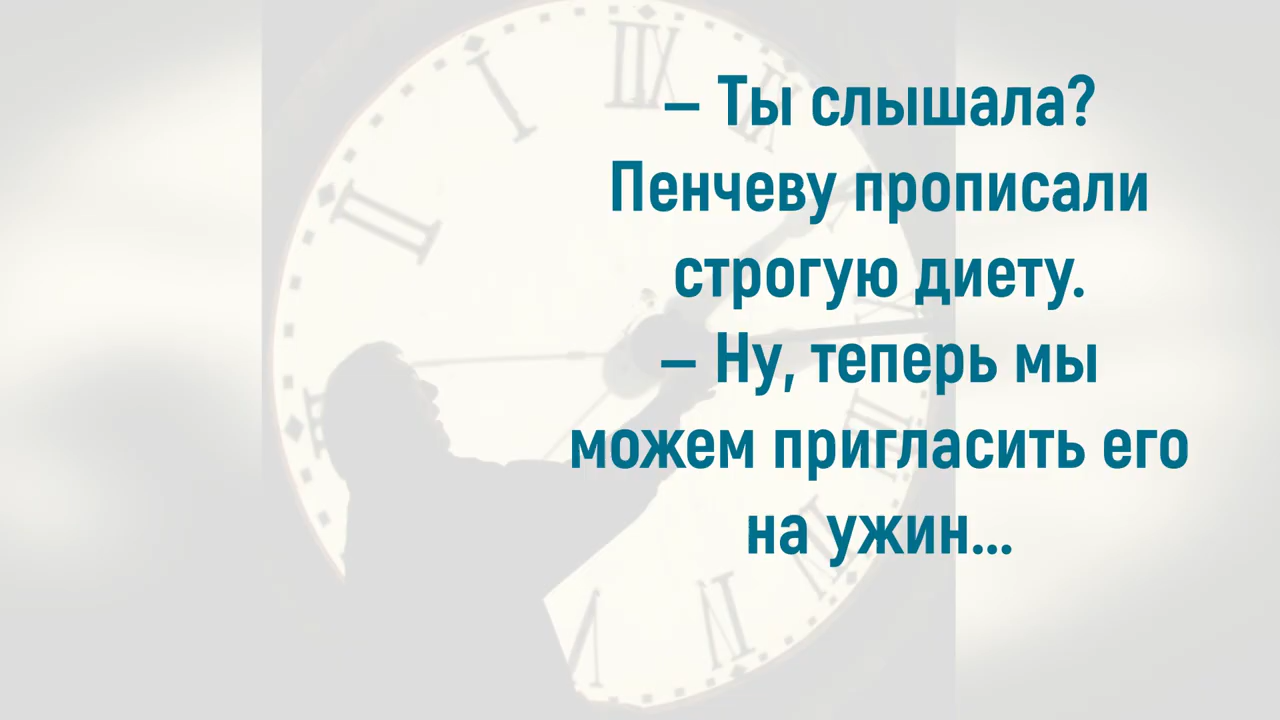 – Ты слышала?
Пенчеву прописали
строгую диету.
– Ну, теперь мы
можем пригласить его
на ужин...